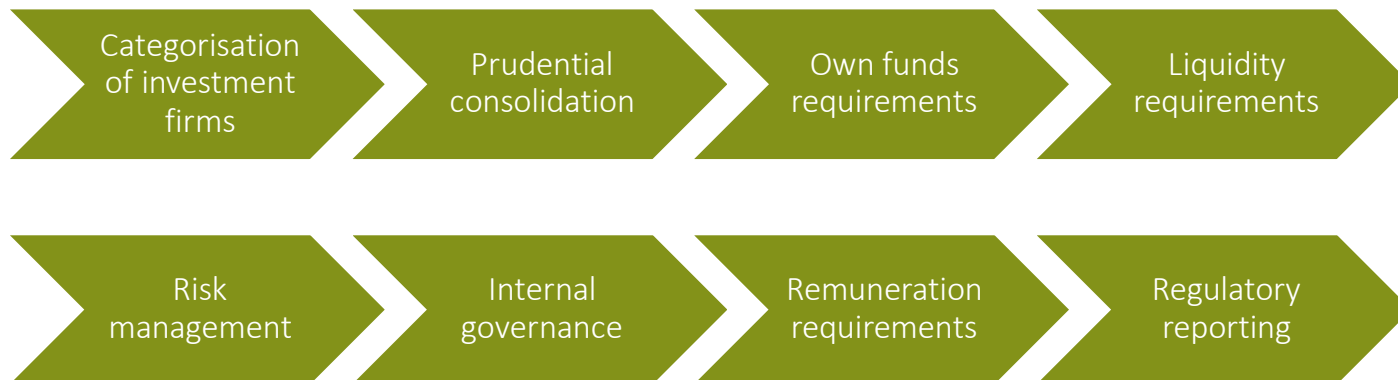 Categorisation
of investment
firms
Prudential
consolidation
Own funds
requirements
Liquidity
requirements
Risk
management
Internal
governance
Remuneration
requirements
Regulatory
reporting